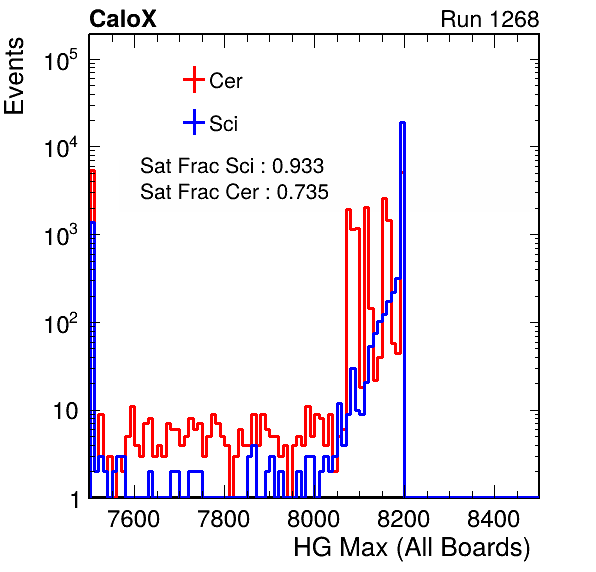 CaloX Run 1268
Events
10^5
10^4
10^3
10^2
10
1
Cer
Sci
Sat Frac Sci : 0.933
Sat Frac Cer : 0.735
7600 7800 8000 8200 8400
HG Max (All Boards)